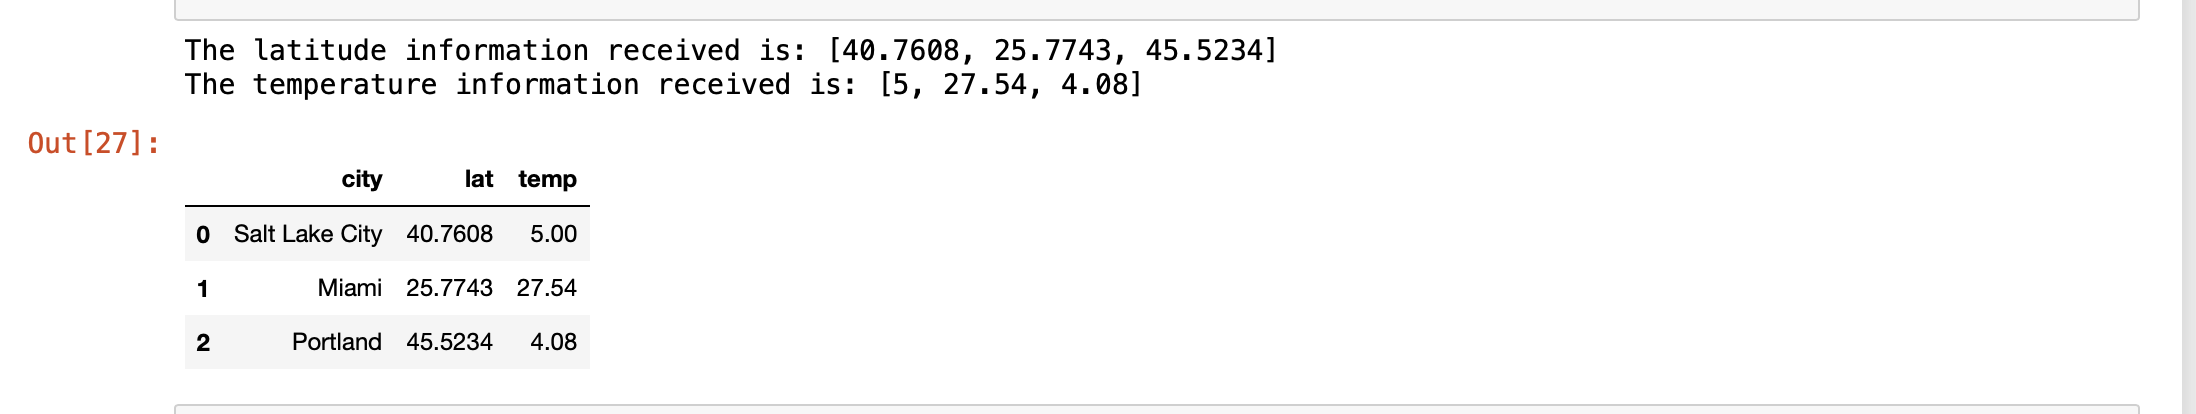 The latitude information received is: [40.7608, 25.7743, 45.5234]
The temperature information received is: [5, 27.54, 4.08]
Out[27]:
city lat temp
0 Salt Lake City 40.7608 5.00
1 Miami 25.7743 27.54
2 Portland 45.5234 4.08